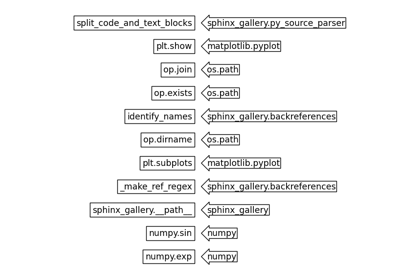 split_code_and_text_blocks sphinx_gallery.py_source_parser
plt.show matplotlib.pyplot
op.join os.path
op.exists os.path
identify_names sphinx_gallery.backreferences
op.dirname os.path
plt.subplots matplotlib.pyplot
_make_ref_regex sphinx_gallery.backreferences
sphinx_gallery.__path__ sphinx_gallery
numpy.sin numpy
numpy.exp numpy